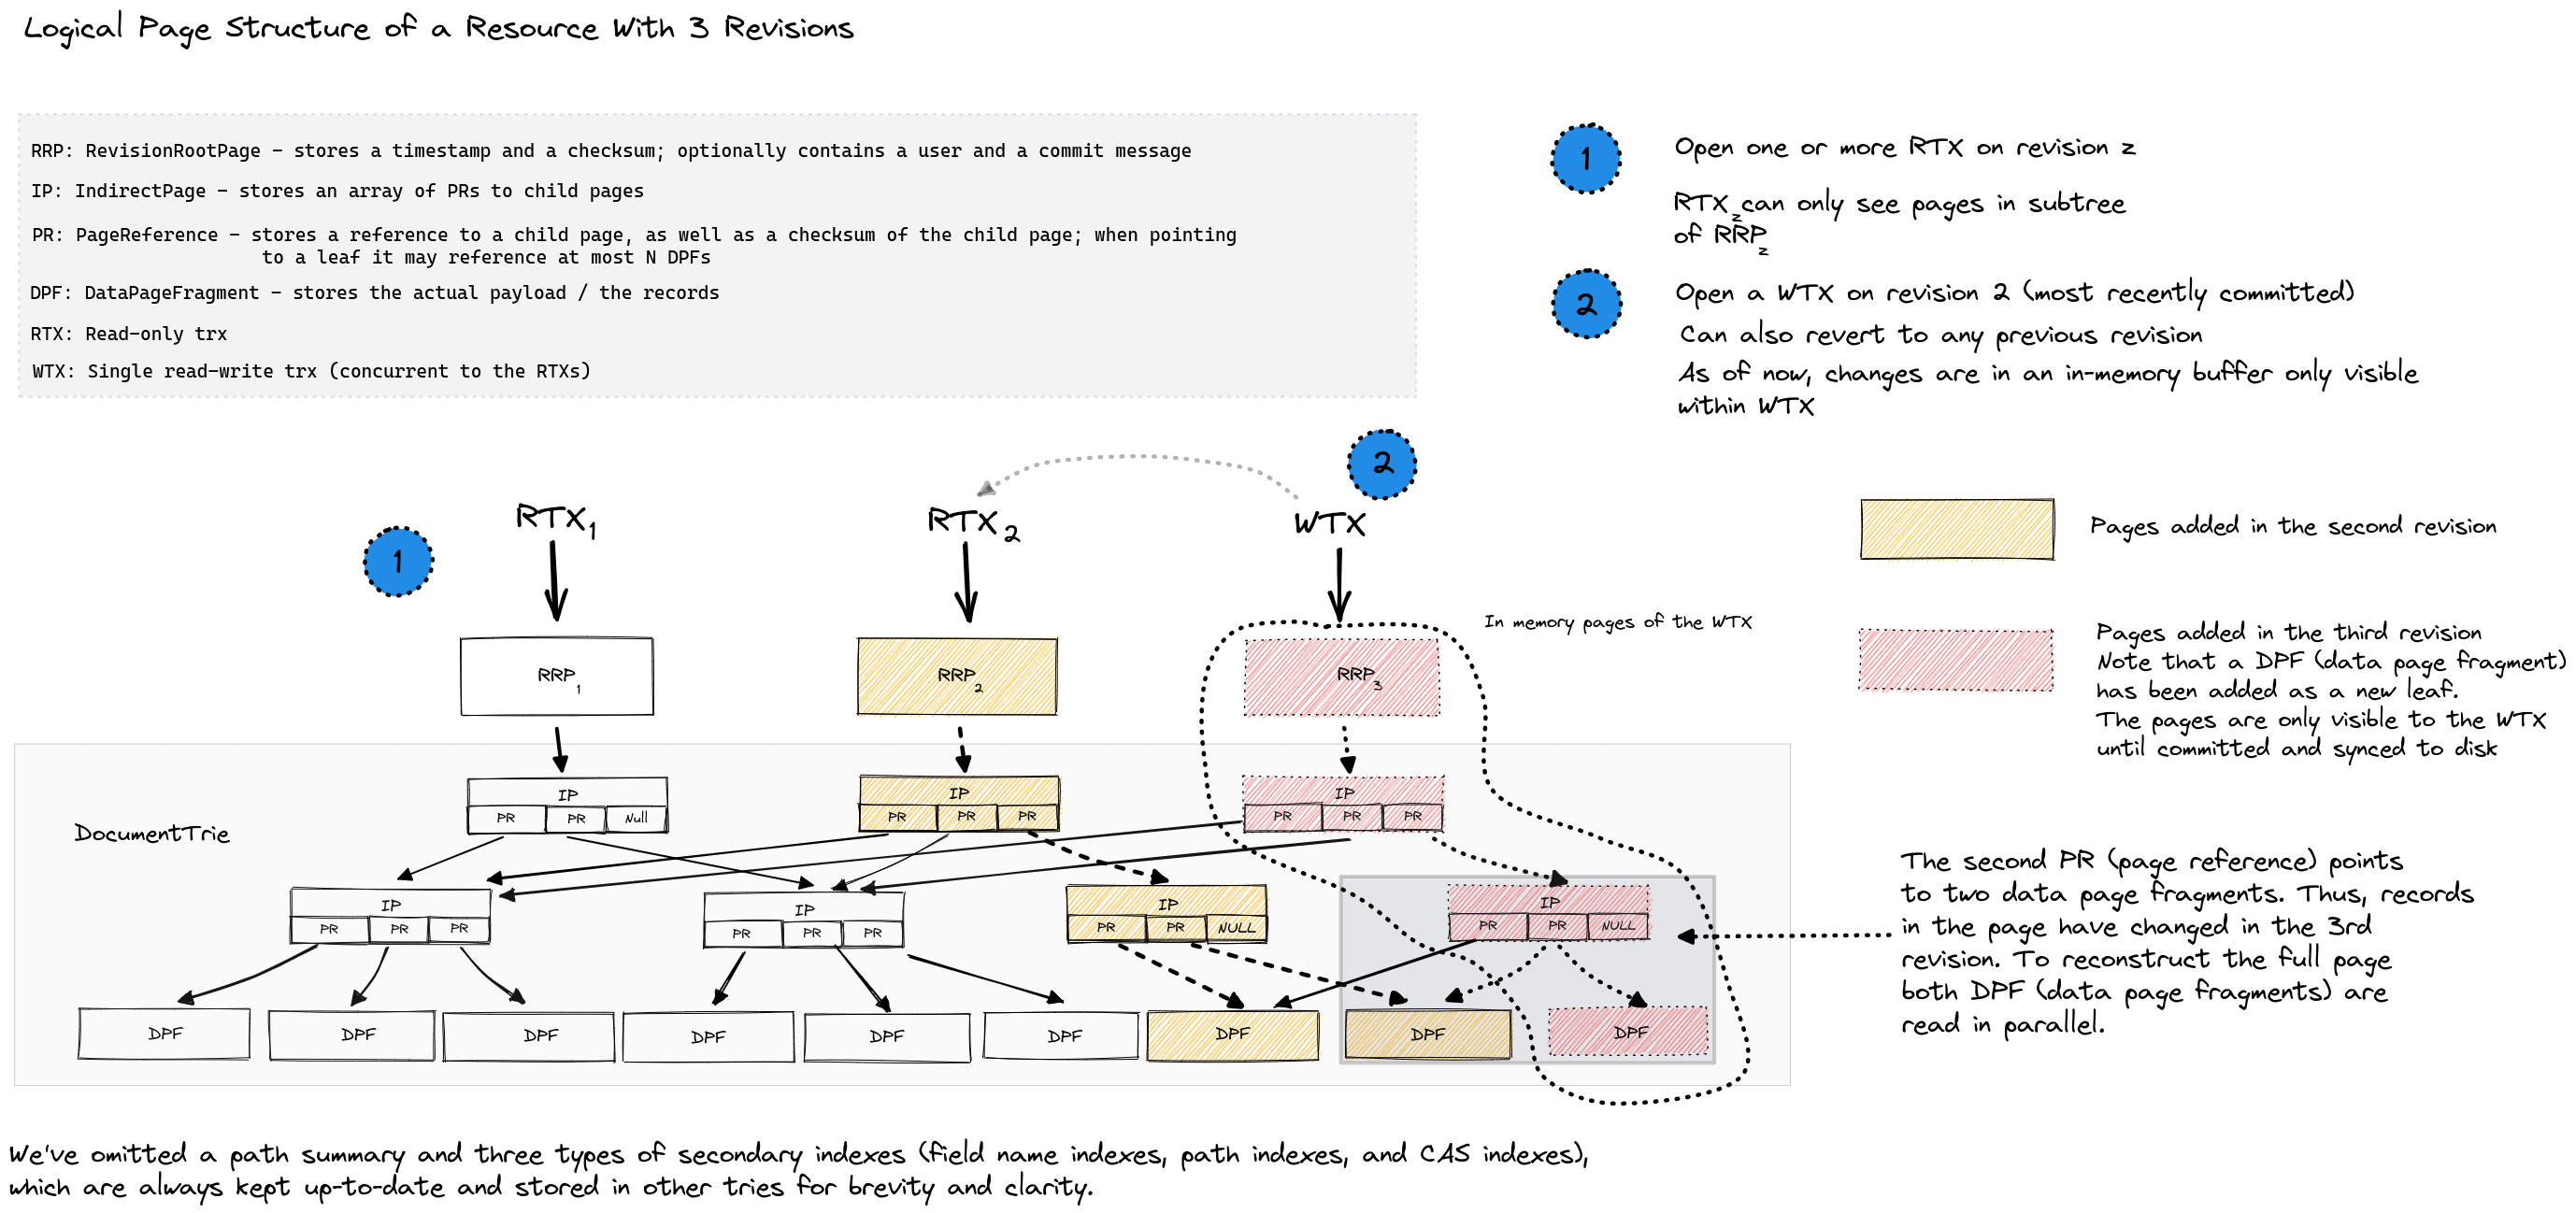 Logical Page Structure of a Resource With 3 Revisions
RRP: RevisionRootPage - stores a timestamp and a checksum; optionally contains a user and a commit message
IP: IndirectPage - stores an array of PRs to child pages
PR: PageReference - stores a reference to a child page, as well as a checksum of the child page; when pointing
to a leaf it may reference at most N DPFs
DPF: DataPageFragment - stores the actual payload / the records
RTX: Read-only trx
WTX: Single read-write trx (concurrent to the RTXs)
1
Open one or more RTX on revision z
RTX z can only see pages in subtree
of RRP z
2
Open a WTX on revision 2 (most recently committed)
Can also revert to any previous revision
As of now, changes are in an in-memory buffer only visible
within WTX
2
1
RTX 1
RTX 2
WTX
Pages added in the second revision
In memory pages of the WTX
Pages added in the third revision
Note that a DPF (data page fragment)
has been added as a new leaf.
The pages are only visible to the WTX
until committed and synced to disk
RRP 1
RRP 2
RRP 3
DocumentTrie
IP
PR PR Null
IP
PR PR PR
IP
PR PR PR
IP
PR PR PR
IP
PR PR PR
IP
PR PR NULL
IP
PR PR NULL
The second PR (page reference) points
to two data page fragments. Thus, records
in the page have changed in the 3rd
revision. To reconstruct the full page
both DPF (data page fragments) are
read in parallel.
DPF
DPF
DPF
DPF
DPF
DPF
DPF
DPF
DPF
We've omitted a path summary and three types of secondary indexes (field name indexes, path indexes, and CAS indexes),
which are always kept up-to-date and stored in other tries for brevity and clarity.